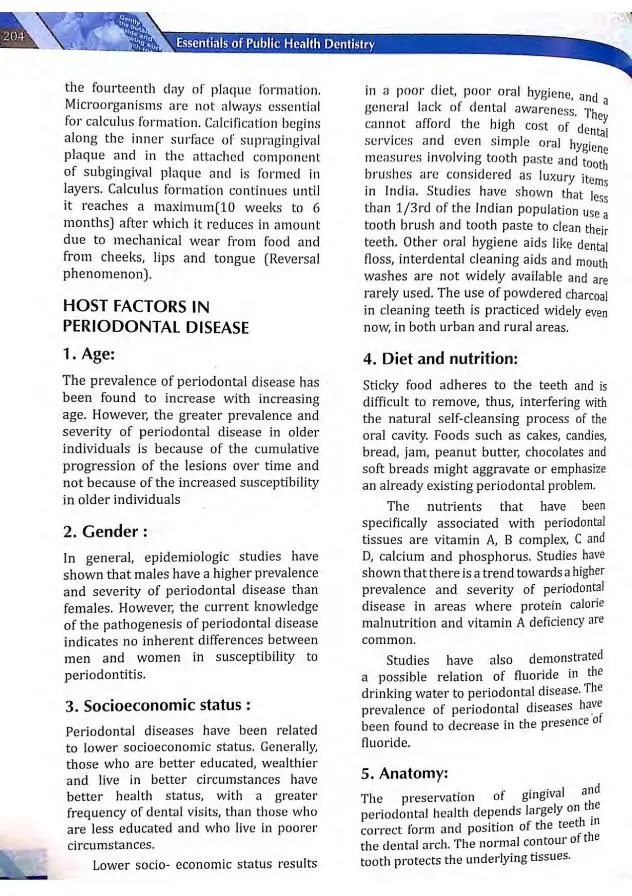 204
Gently
Essentials of Public Health Dentistry
the fourteenth day of plaque formation.
Microorganisms are not always essential
for calculus formation. Calcification begins
along the inner surface of supragingival
plaque and in the attached component
of subgingival plaque and is formed in
layers. Calculus formation continues until
it reaches a maximum(10 weeks to 6
months) after which it reduces in amount
due to mechanical wear from food and
from cheeks, lips and tongue (Reversal
phenomenon).
HOST FACTORS IN
PERIODONTAL DISEASE
1. Age:
The prevalence of periodontal disease has
been found to increase with increasing
age. However, the greater prevalence and
severity of periodontal disease in older
individuals is because of the cumulative
progression of the lesions over time and
not because of the increased susceptibility
in older individuals
2. Gender :
In general, epidemiologic studies have
shown that males have a higher prevalence
and severity of periodontal disease than
females. However, the current knowledge
of the pathogenesis of periodontal disease
indicates no inherent differences between
men and women in susceptibility to
periodontitis.
3. Socioeconomic status :
Periodontal diseases have been related
to lower socioeconomic status. Generally,
those who are better educated, wealthier
and live in better circumstances have
better health status, with a greater
frequency of dental visits, than those who
are less educated and who live in poorer
circumstances.
Lower socio- economic status results
in a poor diet, poor oral hygiene, and a
general lack of dental awareness. They
cannot afford the high cost of dental
services and even simple oral hygiene
measures involving tooth paste and tooth
brushes are considered as luxury items
in India. Studies have shown that less
than 1/3rd of the Indian population use a
tooth brush and tooth paste to clean their
teeth. Other oral hygiene aids like dental
floss, interdental cleaning aids and mouth
washes are not widely available and are
rarely used. The use of powdered charcoal
in cleaning teeth is practiced widely even
now, in both urban and rural areas.
4. Diet and nutrition:
Sticky food adheres to the teeth and is
difficult to remove, thus, interfering with
the natural self-cleansing process of the
oral cavity. Foods such as cakes, candies,
bread, jam, peanut butter, chocolates and
soft breads might aggravate or emphasize
an already existing periodontal problem.
The nutrients that have been
specifically associated with periodontal
tissues are vitamin A, B complex, C and
D, calcium and phosphorus. Studies have
shown that there is a trend towards a higher
prevalence and severity of periodontal
disease in areas where protein calorie
malnutrition and vitamin A deficiency are
common.
Studies have also demonstrated
a possible relation of fluoride in the
drinking water to periodontal disease. The
prevalence of periodontal diseases have
been found to decrease in the presence of
fluoride.
5. Anatomy:
The preservation of gingival and
periodontal health depends largely on the
correct form and position of the teeth in
the dental arch. The normal contour of the
tooth protects the underlying tissues.